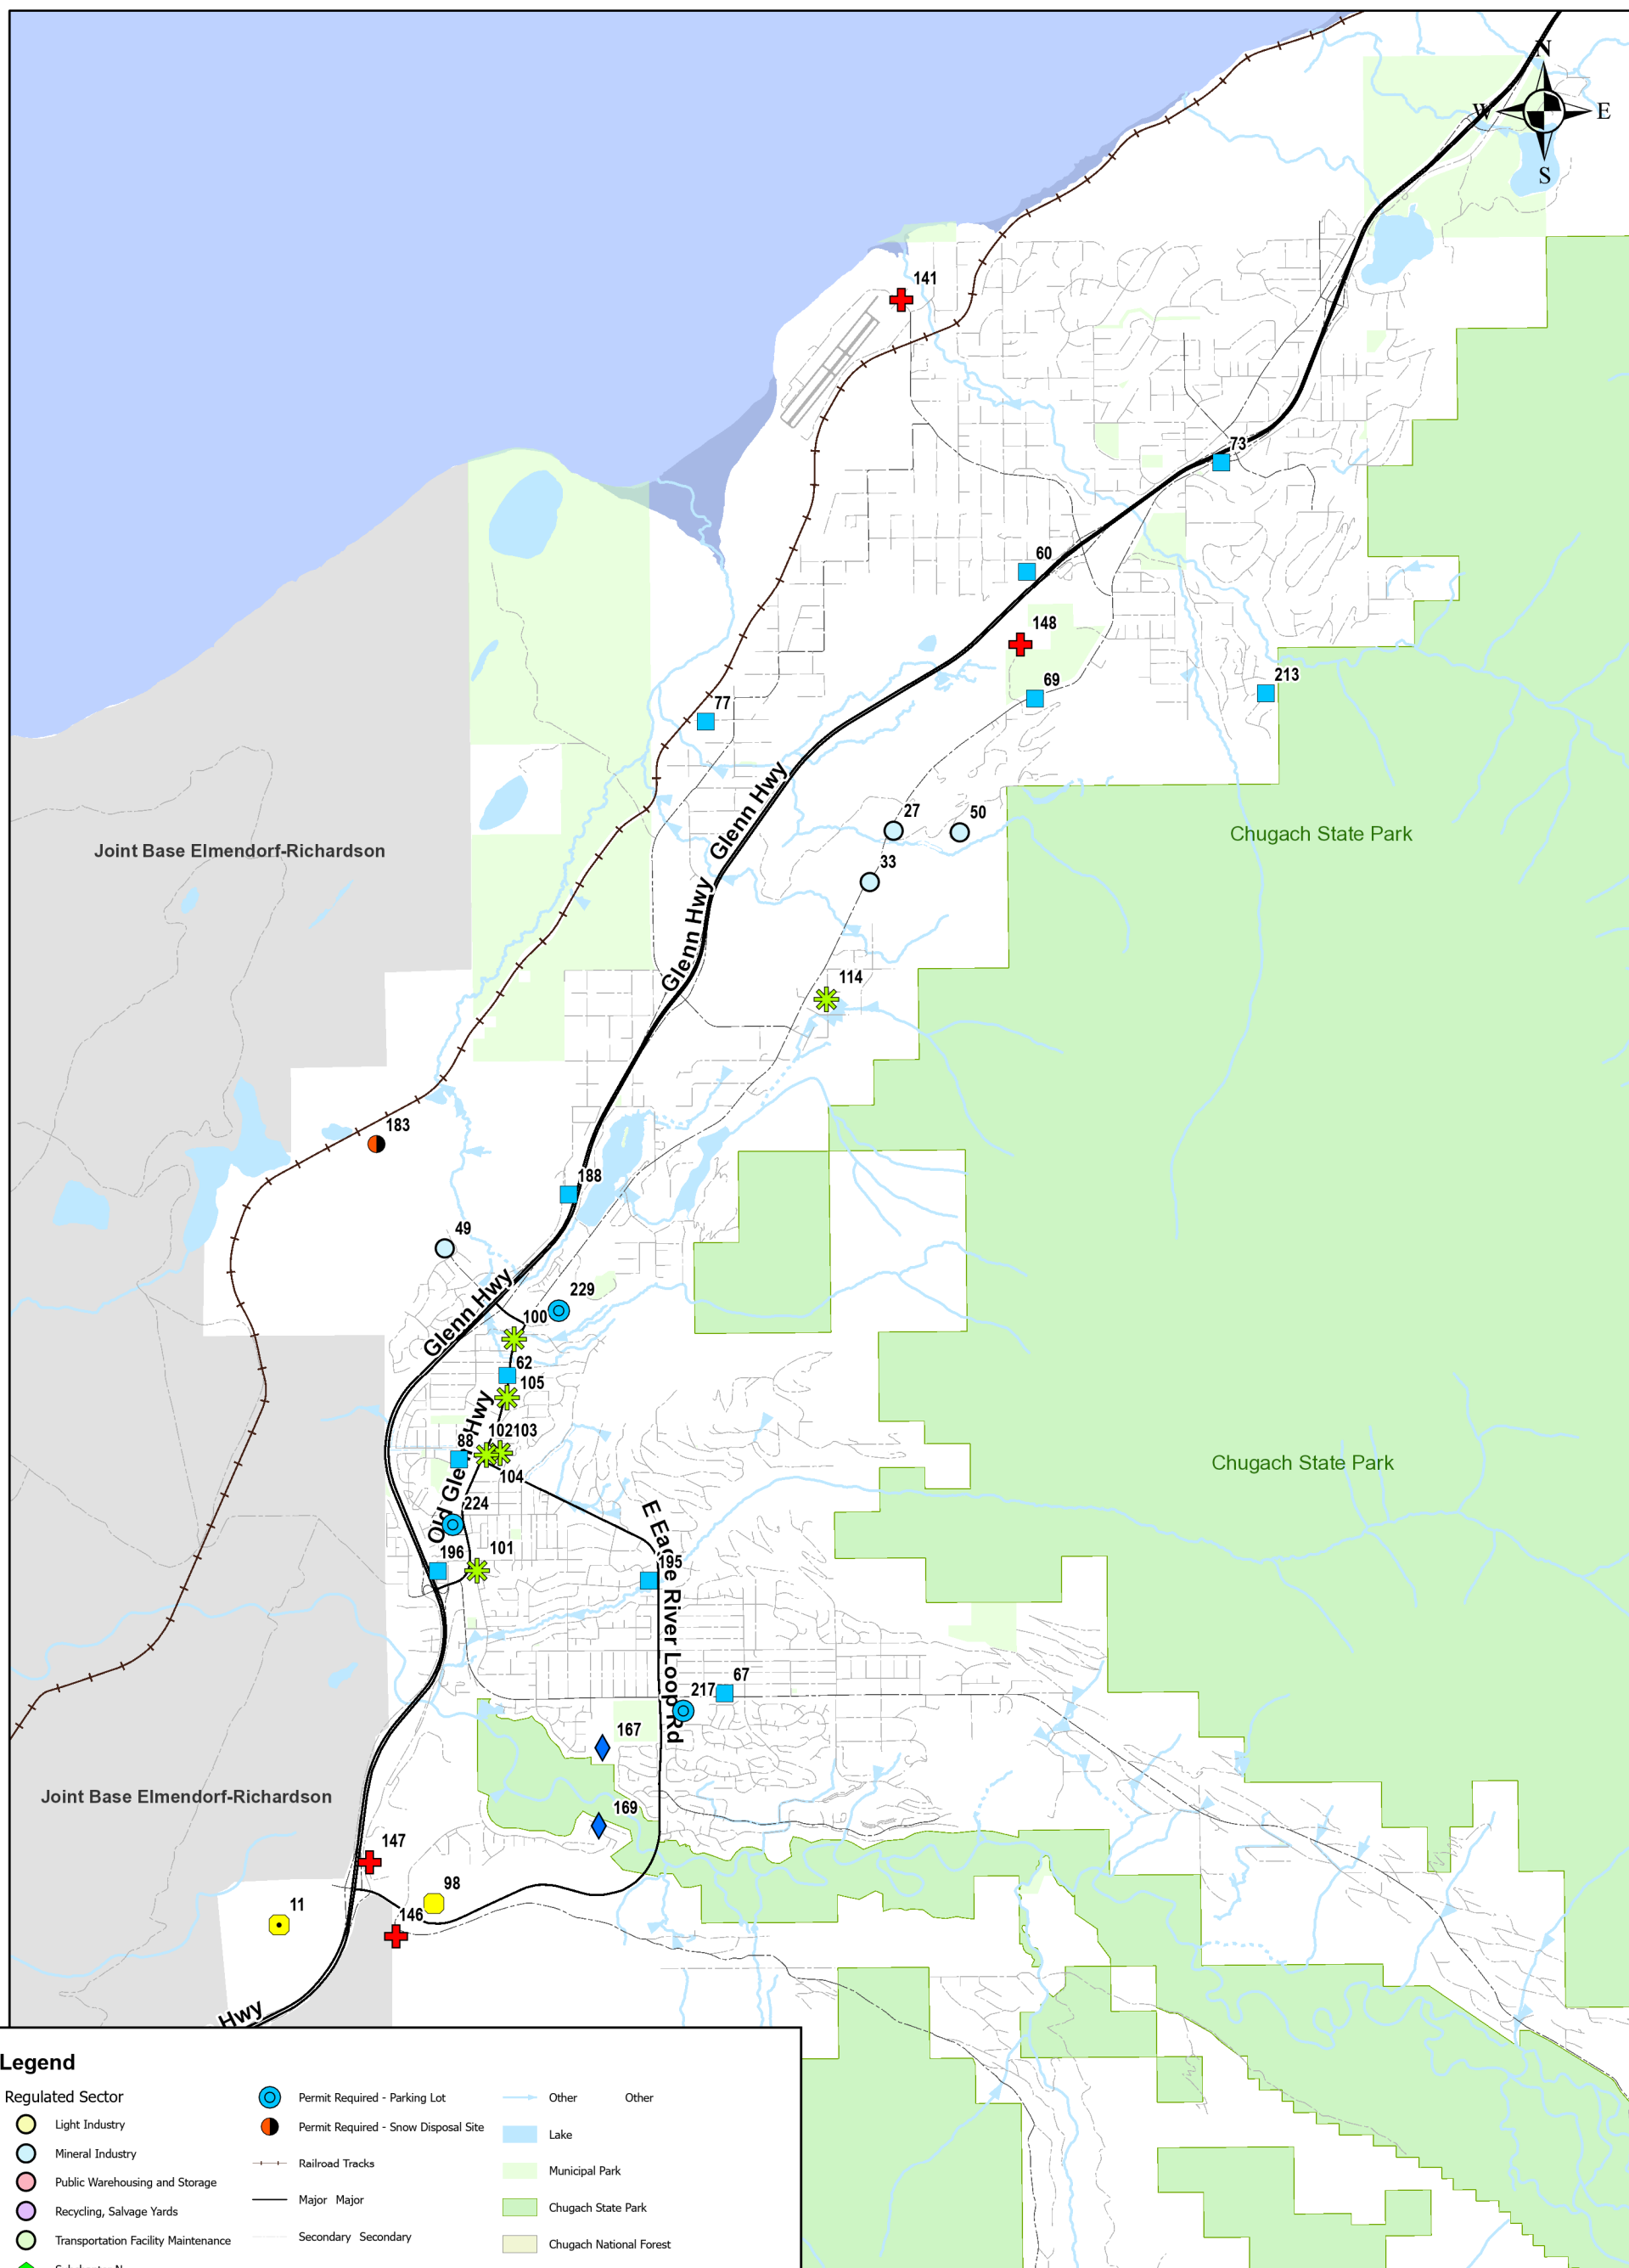 N
W
E
S
141
73
60
148
69
213
77
Glenn Hwy
27
50
Chugach State Park
33
Joint Base Elmendorf-Richardson
Glenn Hwy
114
183
188
49
229
Glenn Hwy
100
62
105
Old Glenn Hwy
102
103
88
104
Chugach State Park
224
E Eagle River Loop Rd
101
196
195
67
217
167
Joint Base Elmendorf-Richardson
169
147
98
11
146
Hwy
Legend
Regulated Sector
Light Industry
Mineral Industry
Public Warehousing and Storage
Recycling, Salvage Yards
Transportation Facility Maintenance
Permit Required - Parking Lot
Permit Required - Snow Disposal Site
Railroad Tracks
Major Major
Secondary Secondary
Other Other
Lake
Municipal Park
Chugach State Park
Chugach National Forest